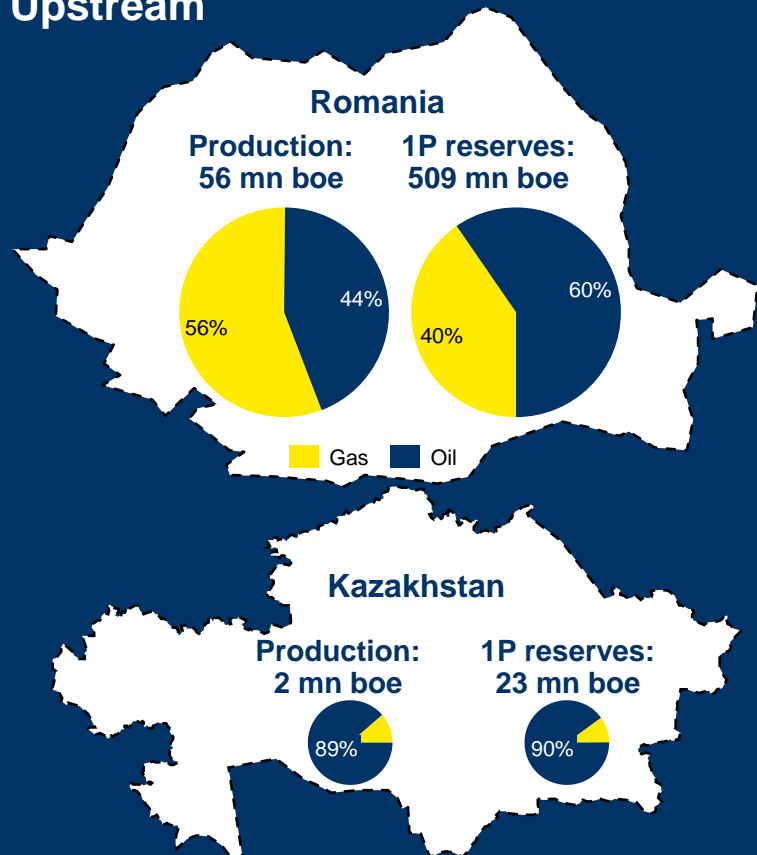 Upstream
Romania
Production:
56 mn boe
1P reserves:
509 mn boe
56%
44%
40%
60%
Gas
Oil
Kazakhstan
Production:
2 mn boe
1P reserves:
23 mn boe
89%
90%